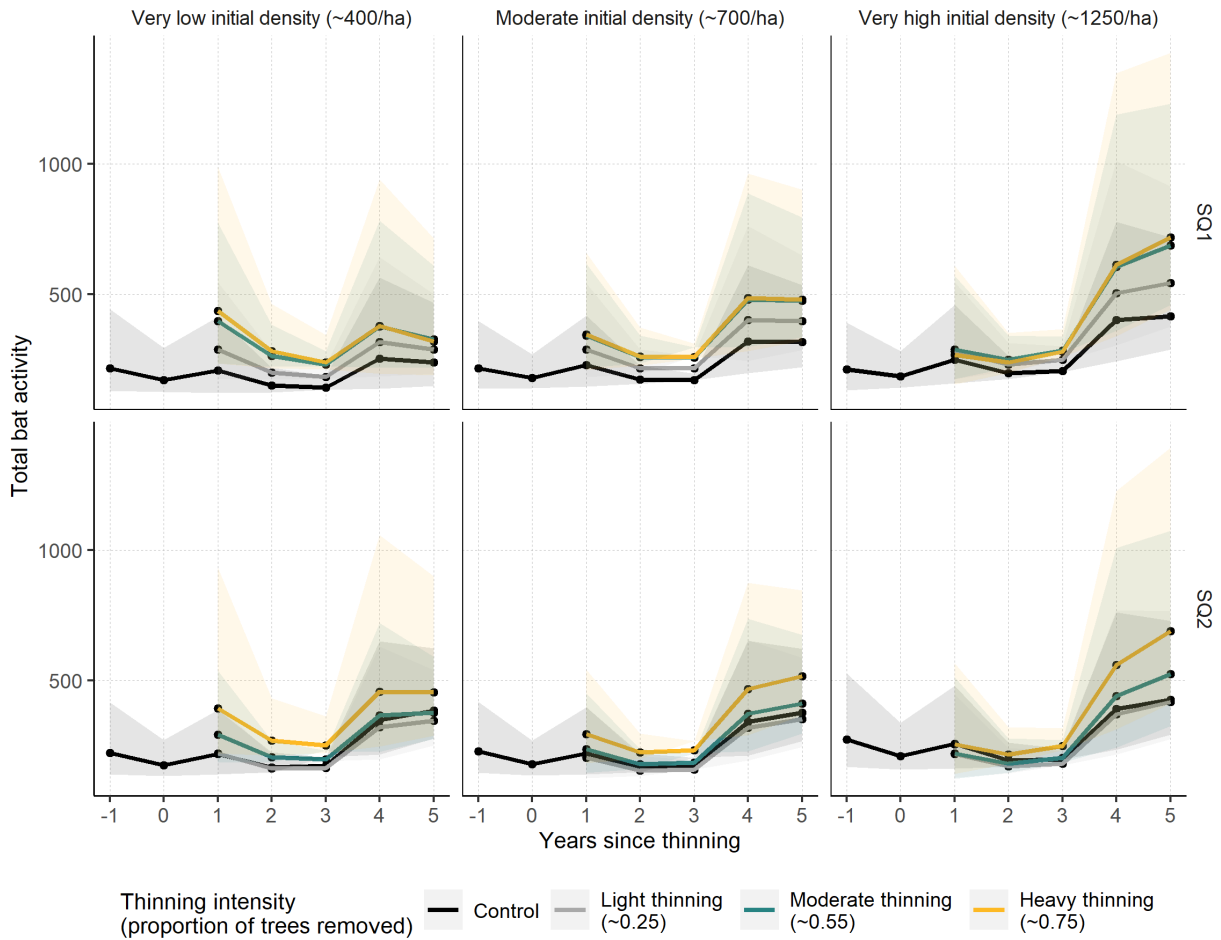 Very low initial density (~400/ha)
Moderate initial density (~700/ha)
Very high initial density (~1250/ha)
1000
500
SQ1
Total bat activity
1000
500
SQ2
-1 0 1 2 3 4 5
-1 0 1 2 3 4 5
-1 0 1 2 3 4 5
Years since thinning
Thinning intensity
(proportion of trees removed)
Control
Light thinning
(~0.25)
Moderate thinning
(~0.55)
Heavy thinning
(~0.75)